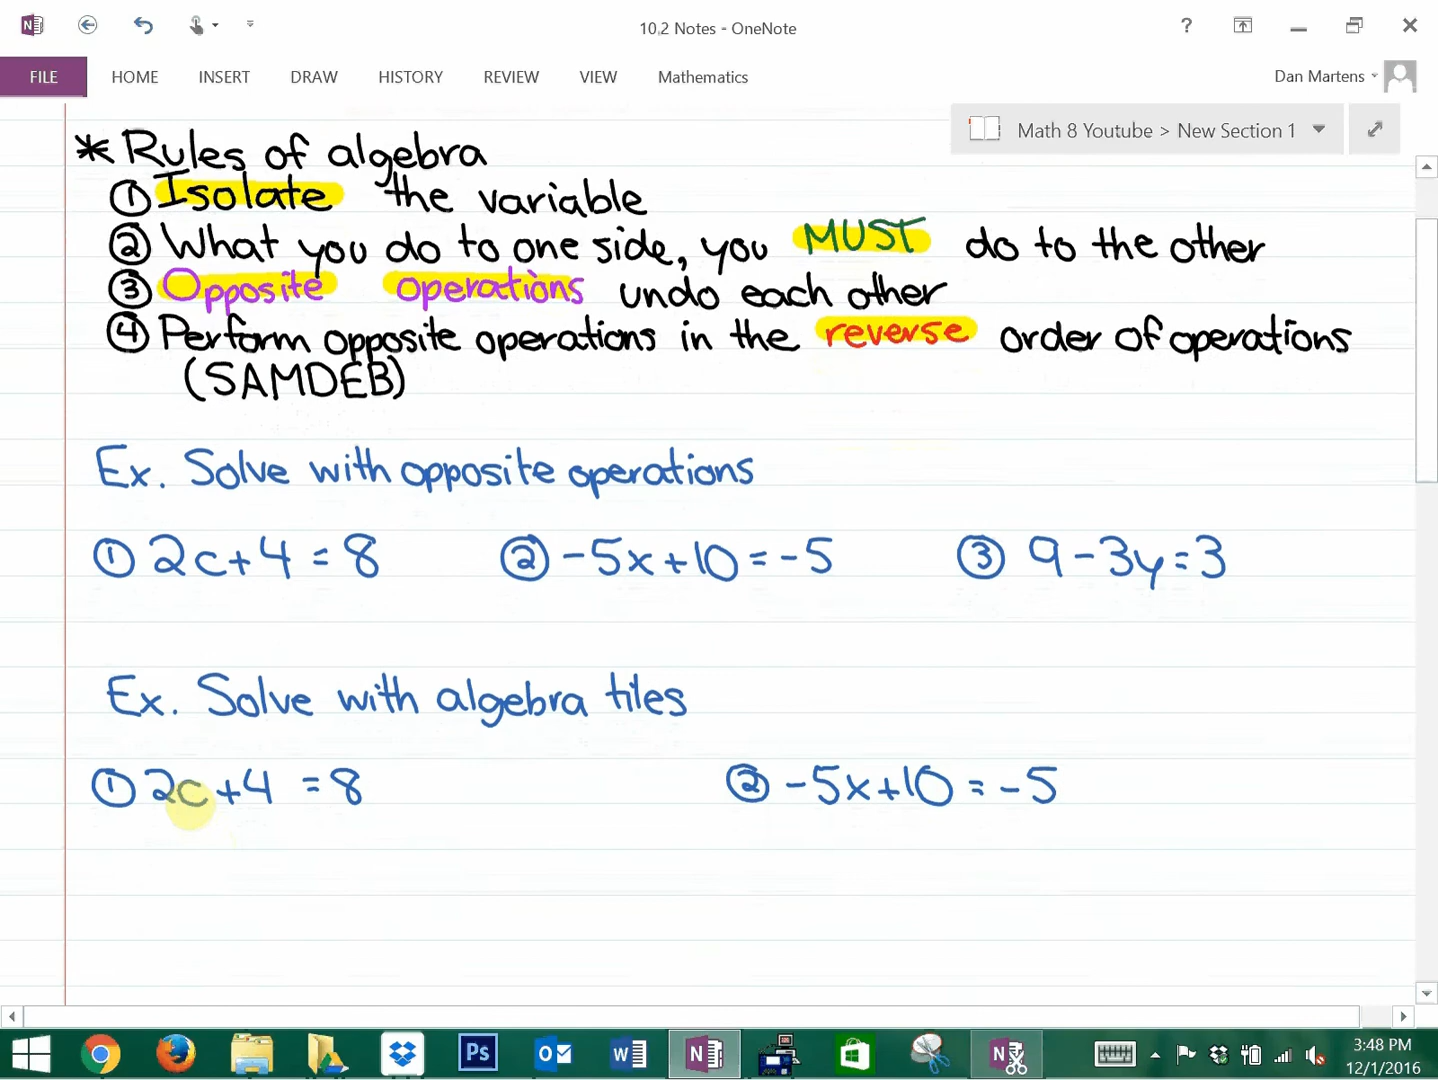 10.2 Notes - OneNote
?
FILE HOME INSERT DRAW HISTORY REVIEW VIEW Mathematics
Dan Martens
Math 8 Youtube > New Section 1
* Rules of algebra
① Isolate the variable
② What you do to one side, you MUST do to the other
③ Opposite operations undo each other
④ Perform opposite operations in the reverse order of operations
(SAMDEB)
Ex. Solve with opposite operations
① 2c+4 = 8 ② -5x+10 = -5 ③ 9-3y=3
Ex. Solve with algebra tiles
① 2c+4 = 8 ② -5x+10 = -5
Ps
3:48 PM
12/1/2016